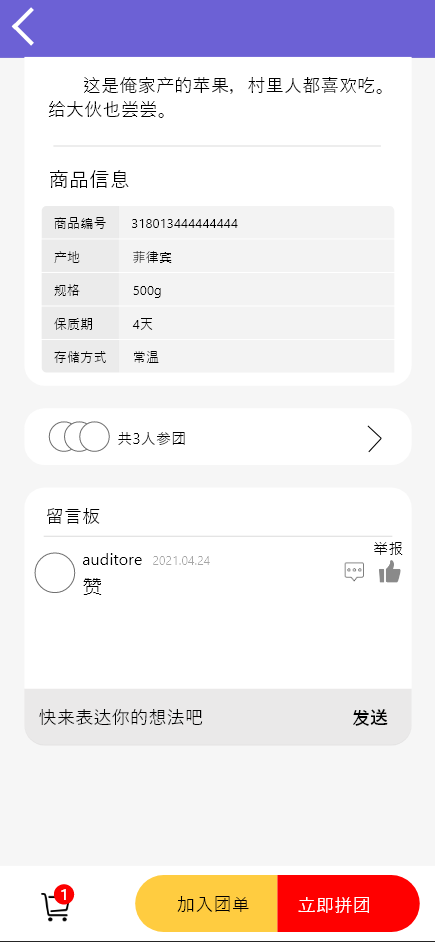 这是俺家产的苹果，村里人都喜欢吃。
给大伙也尝尝。
商品信息
商品编号 318013444444444
产地 菲律宾
规格 500g
保质期 4天
存储方式 常温
共3人参团
留言板
举报
auditore 2021.04.24
赞
快来表达你的想法吧 发送
1
加入团单 立即拼团